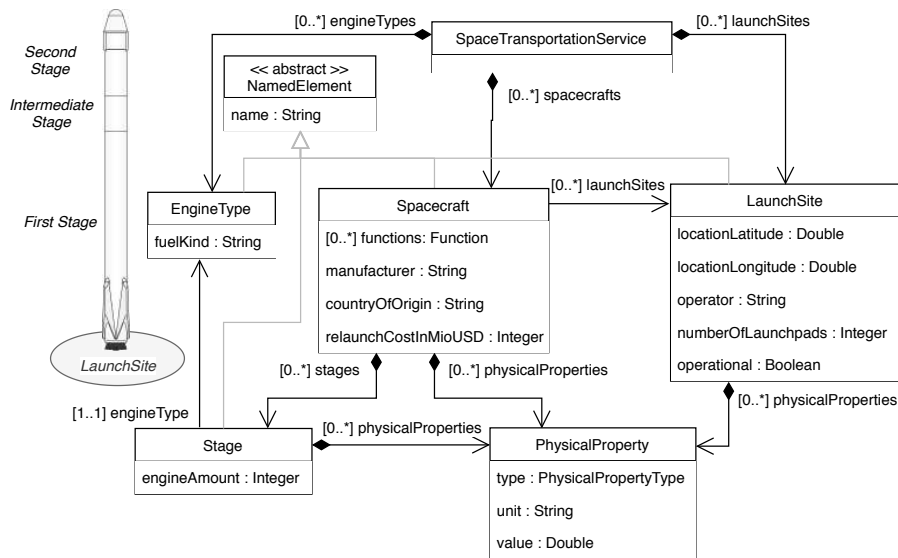 Second
Stage
Intermediate
Stage
First Stage
LaunchSite
[0..*] engineTypes
SpaceTransportationService
[0..*] launchSites
<< abstract >>
NamedElement
name : String
[0..*] spacecrafts
EngineType
fuelKind : String
Spacecraft
[0..*] functions: Function
manufacturer : String
countryOfOrigin : String
relaunchCostInMioUSD : Integer
[0..*] launchSites
LaunchSite
locationLatitude : Double
locationLongitude : Double
operator : String
numberOfLaunchpads : Integer
operational : Boolean
[0..*] stages
[0..*] physicalProperties
[0..*] physicalProperties
[1..1] engineType
Stage
engineAmount : Integer
[0..*] physicalProperties
PhysicalProperty
type : PhysicalPropertyType
unit : String
value : Double